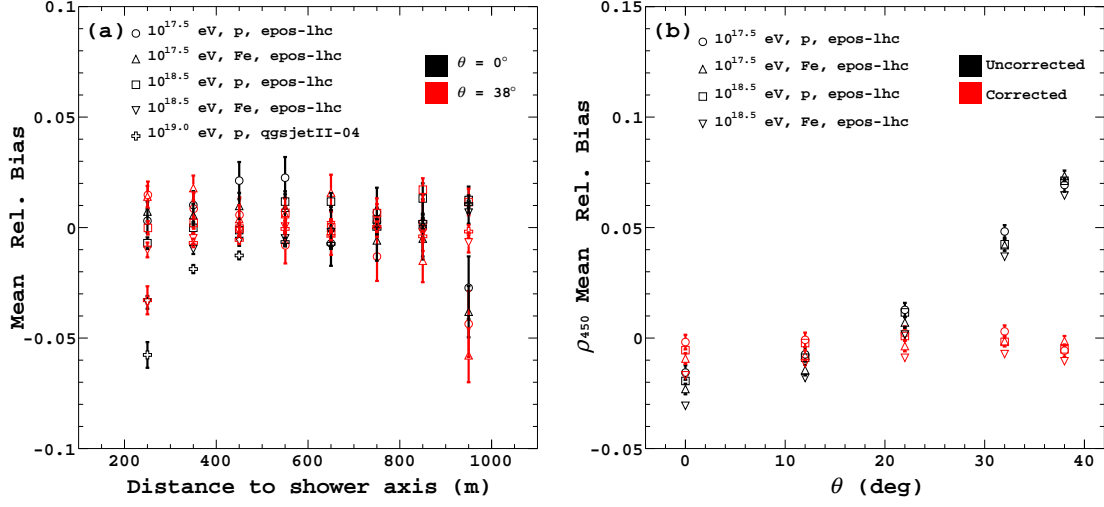 (a)
10^17.5 eV, p, epos-lhc
10^17.5 eV, Fe, epos-lhc
10^18.5 eV, p, epos-lhc
10^18.5 eV, Fe, epos-lhc
10^19.0 eV, p, qgsjetII-04
θ = 0°
θ = 38°
0.1
0.05
0
-0.05
-0.1
Mean Rel. Bias
200 400 600 800 1000
Distance to shower axis (m)
(b)
10^17.5 eV, p, epos-lhc
10^17.5 eV, Fe, epos-lhc
10^18.5 eV, p, epos-lhc
10^18.5 eV, Fe, epos-lhc
Uncorrected
Corrected
0.15
0.1
0.05
0
-0.05
ρ450 Mean Rel. Bias
0 10 20 30 40
θ (deg)